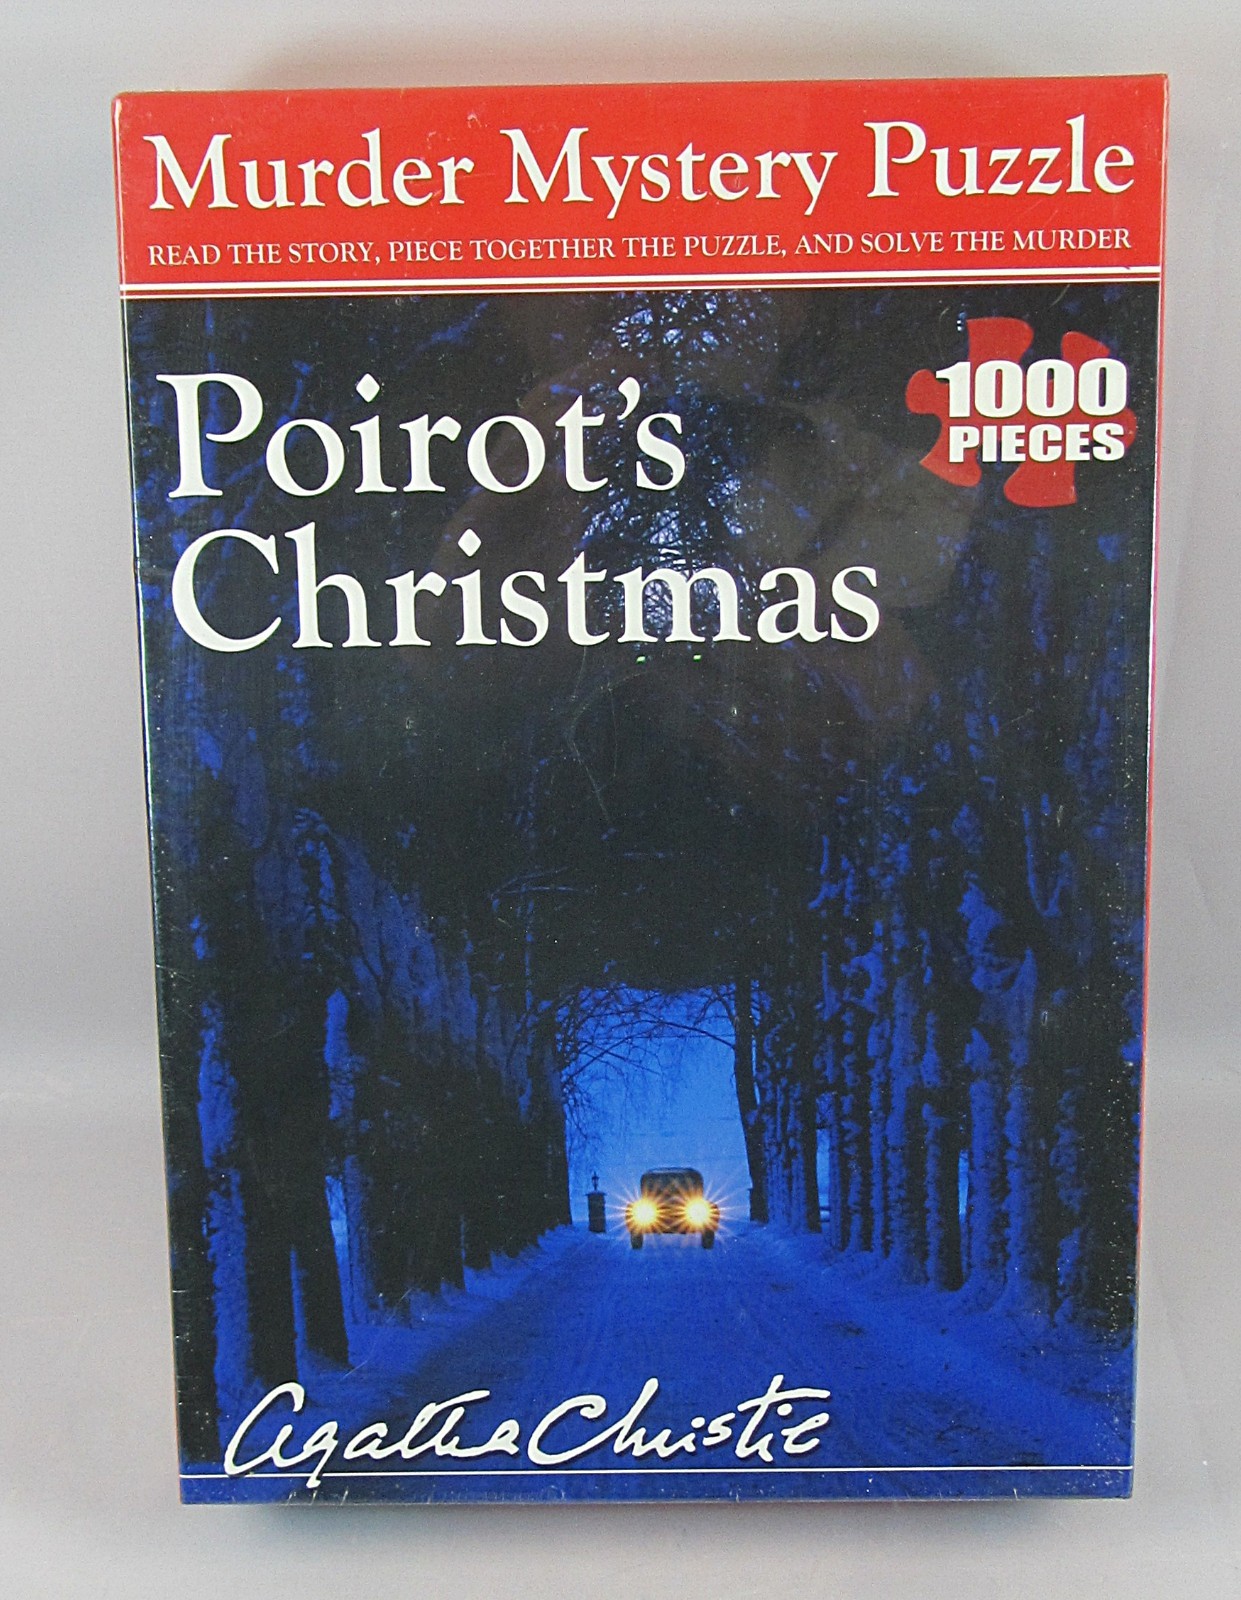 Murder Mystery Puzzle
READ THE STORY, PIECE TOGETHER THE PUZZLE, AND SOLVE THE MURDER
Poirot's
Christmas
1000
PIECES
Agatha Christie